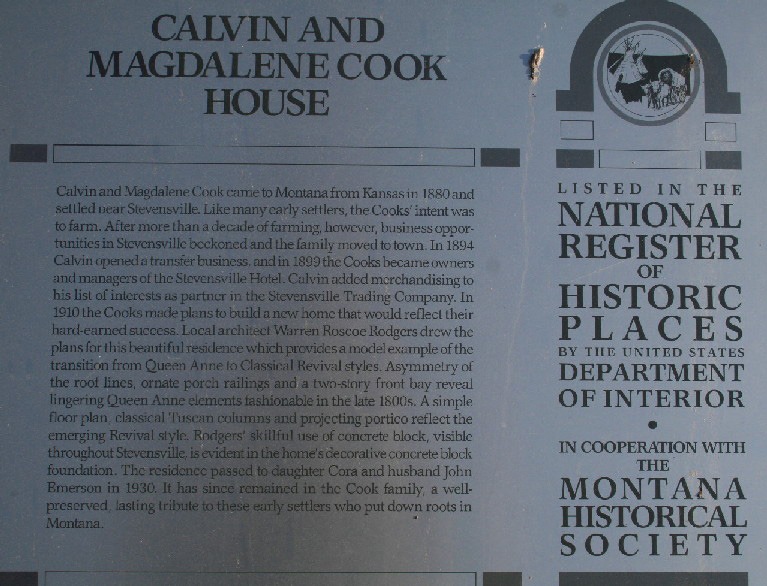 CALVIN AND
MAGDALENE COOK
HOUSE
Calvin and Magdalene Cook came to Montana from Kansas in 1880 and
settled near Stevensville. Like many early settlers, the Cooks' intent was
to farm. After more than a decade of farming, however, business oppor-
tunities in Stevensville beckoned and the family moved to town. In 1894
Calvin opened a transfer business, and in 1899 the Cooks became owners
and managers of the Stevensville Hotel. Calvin added merchandising to
his list of interests as partner in the Stevensville Trading Company. In
1910 the Cooks made plans to build a new home that would reflect their
hard-earned success. Local architect Warren Roscoe Rodgers drew the
plans for this beautiful residence which provides a model example of the
transition from Queen Anne to Classical Revival styles. Asymmetry of
the roof lines, ornate porch railings and a two-story front bay reveal
lingering Queen Anne elements fashionable in the late 1800s. A simple
floor plan, classical Tuscan columns and projecting portico reflect the
emerging Revival style. Rodgers' skillful use of concrete block, visible
throughout Stevensville, is evident in the home's decorative concrete block
foundation. The residence passed to daughter Cora and husband John
Emerson in 1930. It has since remained in the Cook family, a well-
preserved, lasting tribute to these early settlers who put down roots in
Montana.
LISTED IN THE
NATIONAL
REGISTER
OF
HISTORIC
PLACES
BY THE UNITED STATES
DEPARTMENT
OF INTERIOR
•
IN COOPERATION WITH
THE
MONTANA
HISTORICAL
SOCIETY